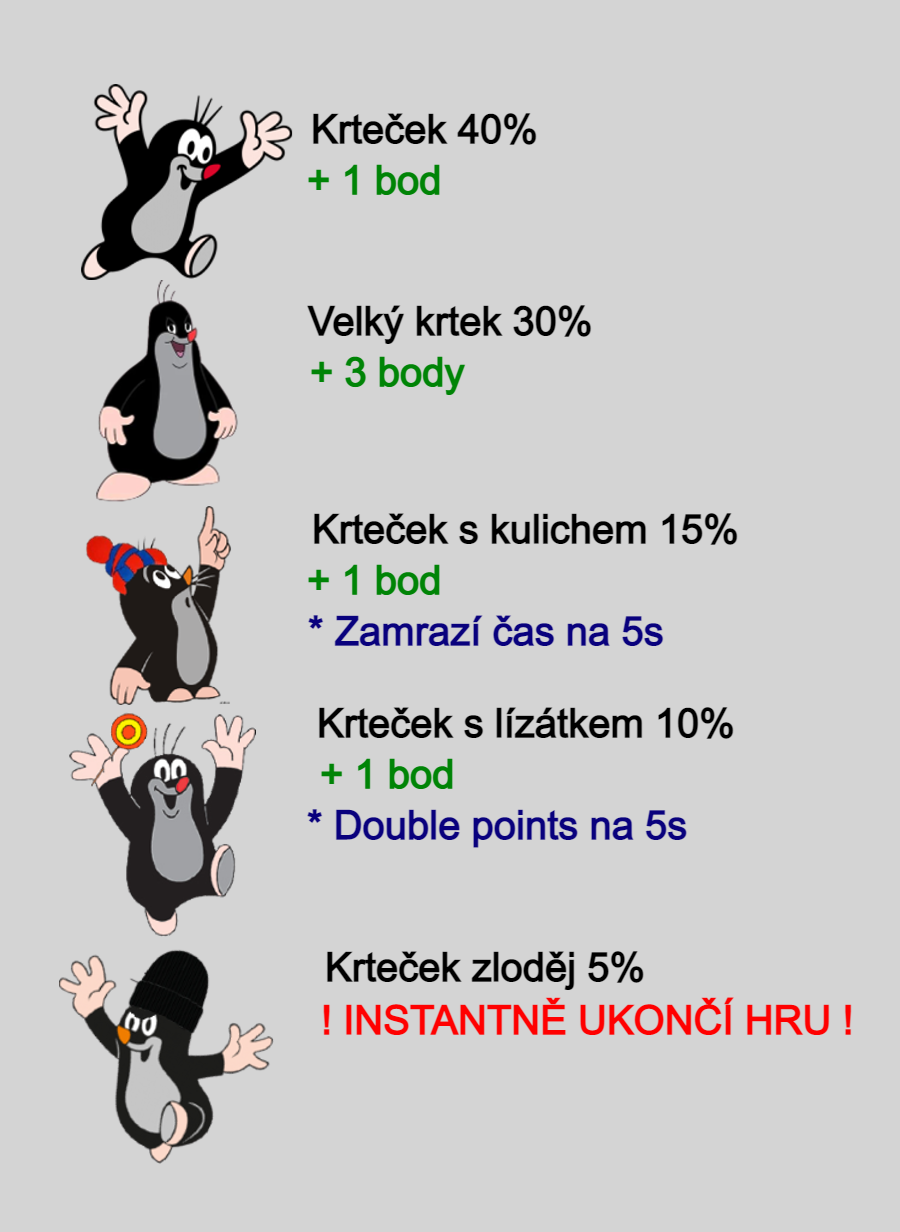 Krteček 40%
+ 1 bod
Velký krtek 30%
+ 3 body
Krteček s kulichem 15%
+ 1 bod
* Zamrazí čas na 5s
Krteček s lízátkem 10%
+ 1 bod
* Double points na 5s
Krteček zloděj 5%
! INSTANTNĚ UKONČÍ HRU !